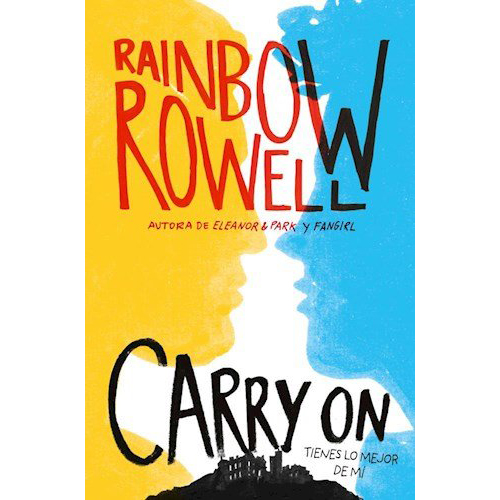 RAINBOW
ROWELL
AUTORA DE ELEANOR & PARK Y FANGIRL
CARRY ON
TIENES LO MEJOR
DE MÍ